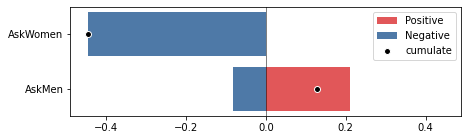 AskWomen
AskMen
Positive
Negative
cumulate
−0.4 −0.2 0.0 0.2 0.4